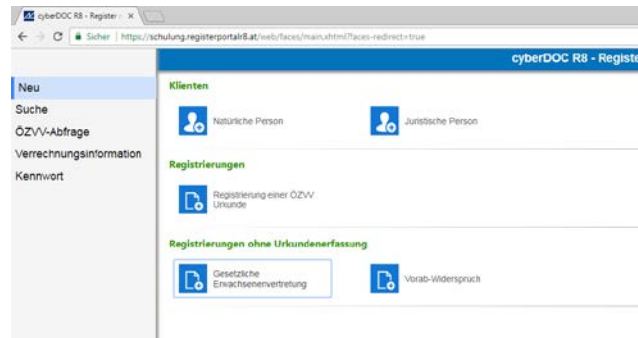 cyberDOC R8 - Register
Sicher | https://schulung.registerportalr8.at/web/faces/main.xhtml?faces-redirect=true
cyberDOC R8 - Registe
Neu
Suche
ÖZVV-Abfrage
Verrechnungsinformation
Kennwort
Klienten
Natürliche Person
Juristische Person
Registrierungen
Registrierung einer ÖZVV
Urkunde
Registrierungen ohne Urkundenerfassung
Gesetzliche
Erwachsenenvertretung
Vorab-Widerspruch